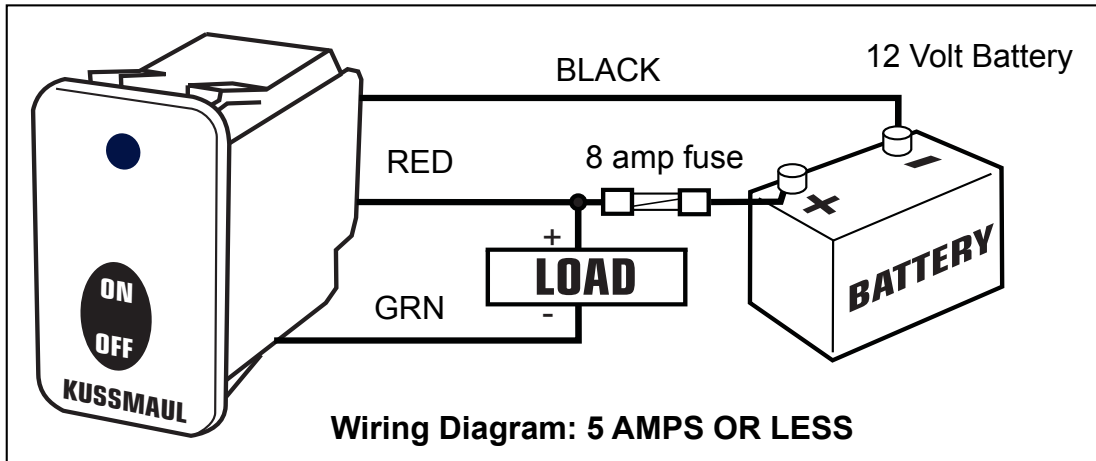 12 Volt Battery
BLACK
RED
8 amp fuse
+
-
+
LOAD
-
BATTERY
GRN
ON
OFF
KUSSMAUL
Wiring Diagram: 5 AMPS OR LESS